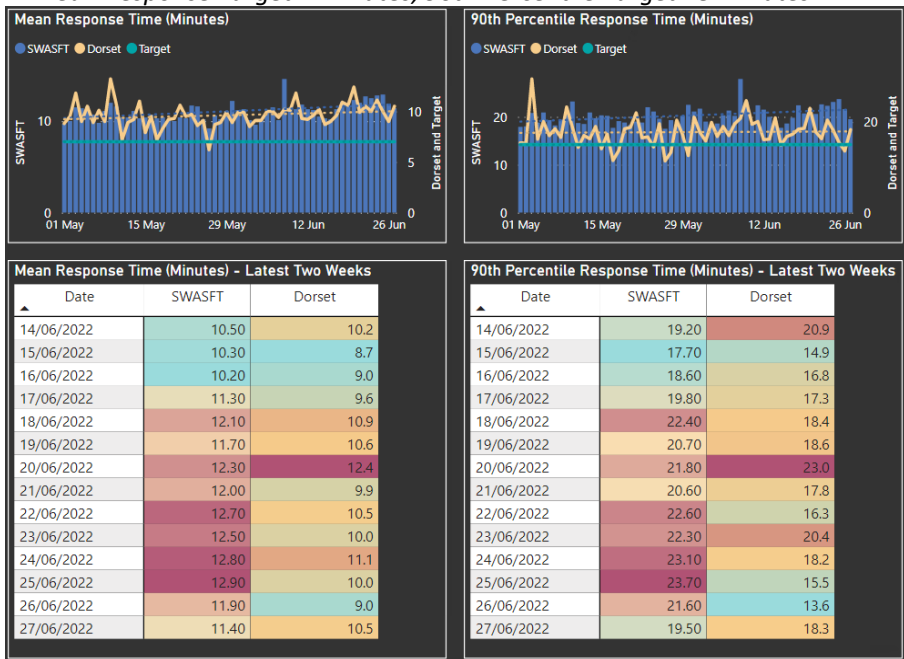 Mean Response Time (Minutes)
SWASFT Dorset Target
SWASFT
10
0
10
5
0
Dorset and Target
01 May 15 May 29 May 12 Jun 26 Jun
90th Percentile Response Time (Minutes)
SWASFT Dorset Target
SWASFT
20
10
0
20
0
Dorset and Target
01 May 15 May 29 May 12 Jun 26 Jun
Mean Response Time (Minutes) - Latest Two Weeks
Date SWASFT Dorset
14/06/2022 10.50 10.2
15/06/2022 10.30 8.7
16/06/2022 10.20 9.0
17/06/2022 11.30 9.6
18/06/2022 12.10 10.9
19/06/2022 11.70 10.6
20/06/2022 12.30 12.4
21/06/2022 12.00 9.9
22/06/2022 12.70 10.5
23/06/2022 12.50 10.0
24/06/2022 12.80 11.1
25/06/2022 12.90 10.0
26/06/2022 11.90 9.0
27/06/2022 11.40 10.5
90th Percentile Response Time (Minutes) - Latest Two Weeks
Date SWASFT Dorset
14/06/2022 19.20 20.9
15/06/2022 17.70 14.9
16/06/2022 18.60 16.8
17/06/2022 19.80 17.3
18/06/2022 22.40 18.4
19/06/2022 20.70 18.6
20/06/2022 21.80 23.0
21/06/2022 20.60 17.8
22/06/2022 22.60 16.3
23/06/2022 22.30 20.4
24/06/2022 23.10 18.2
25/06/2022 23.70 15.5
26/06/2022 21.60 13.6
27/06/2022 19.50 18.3